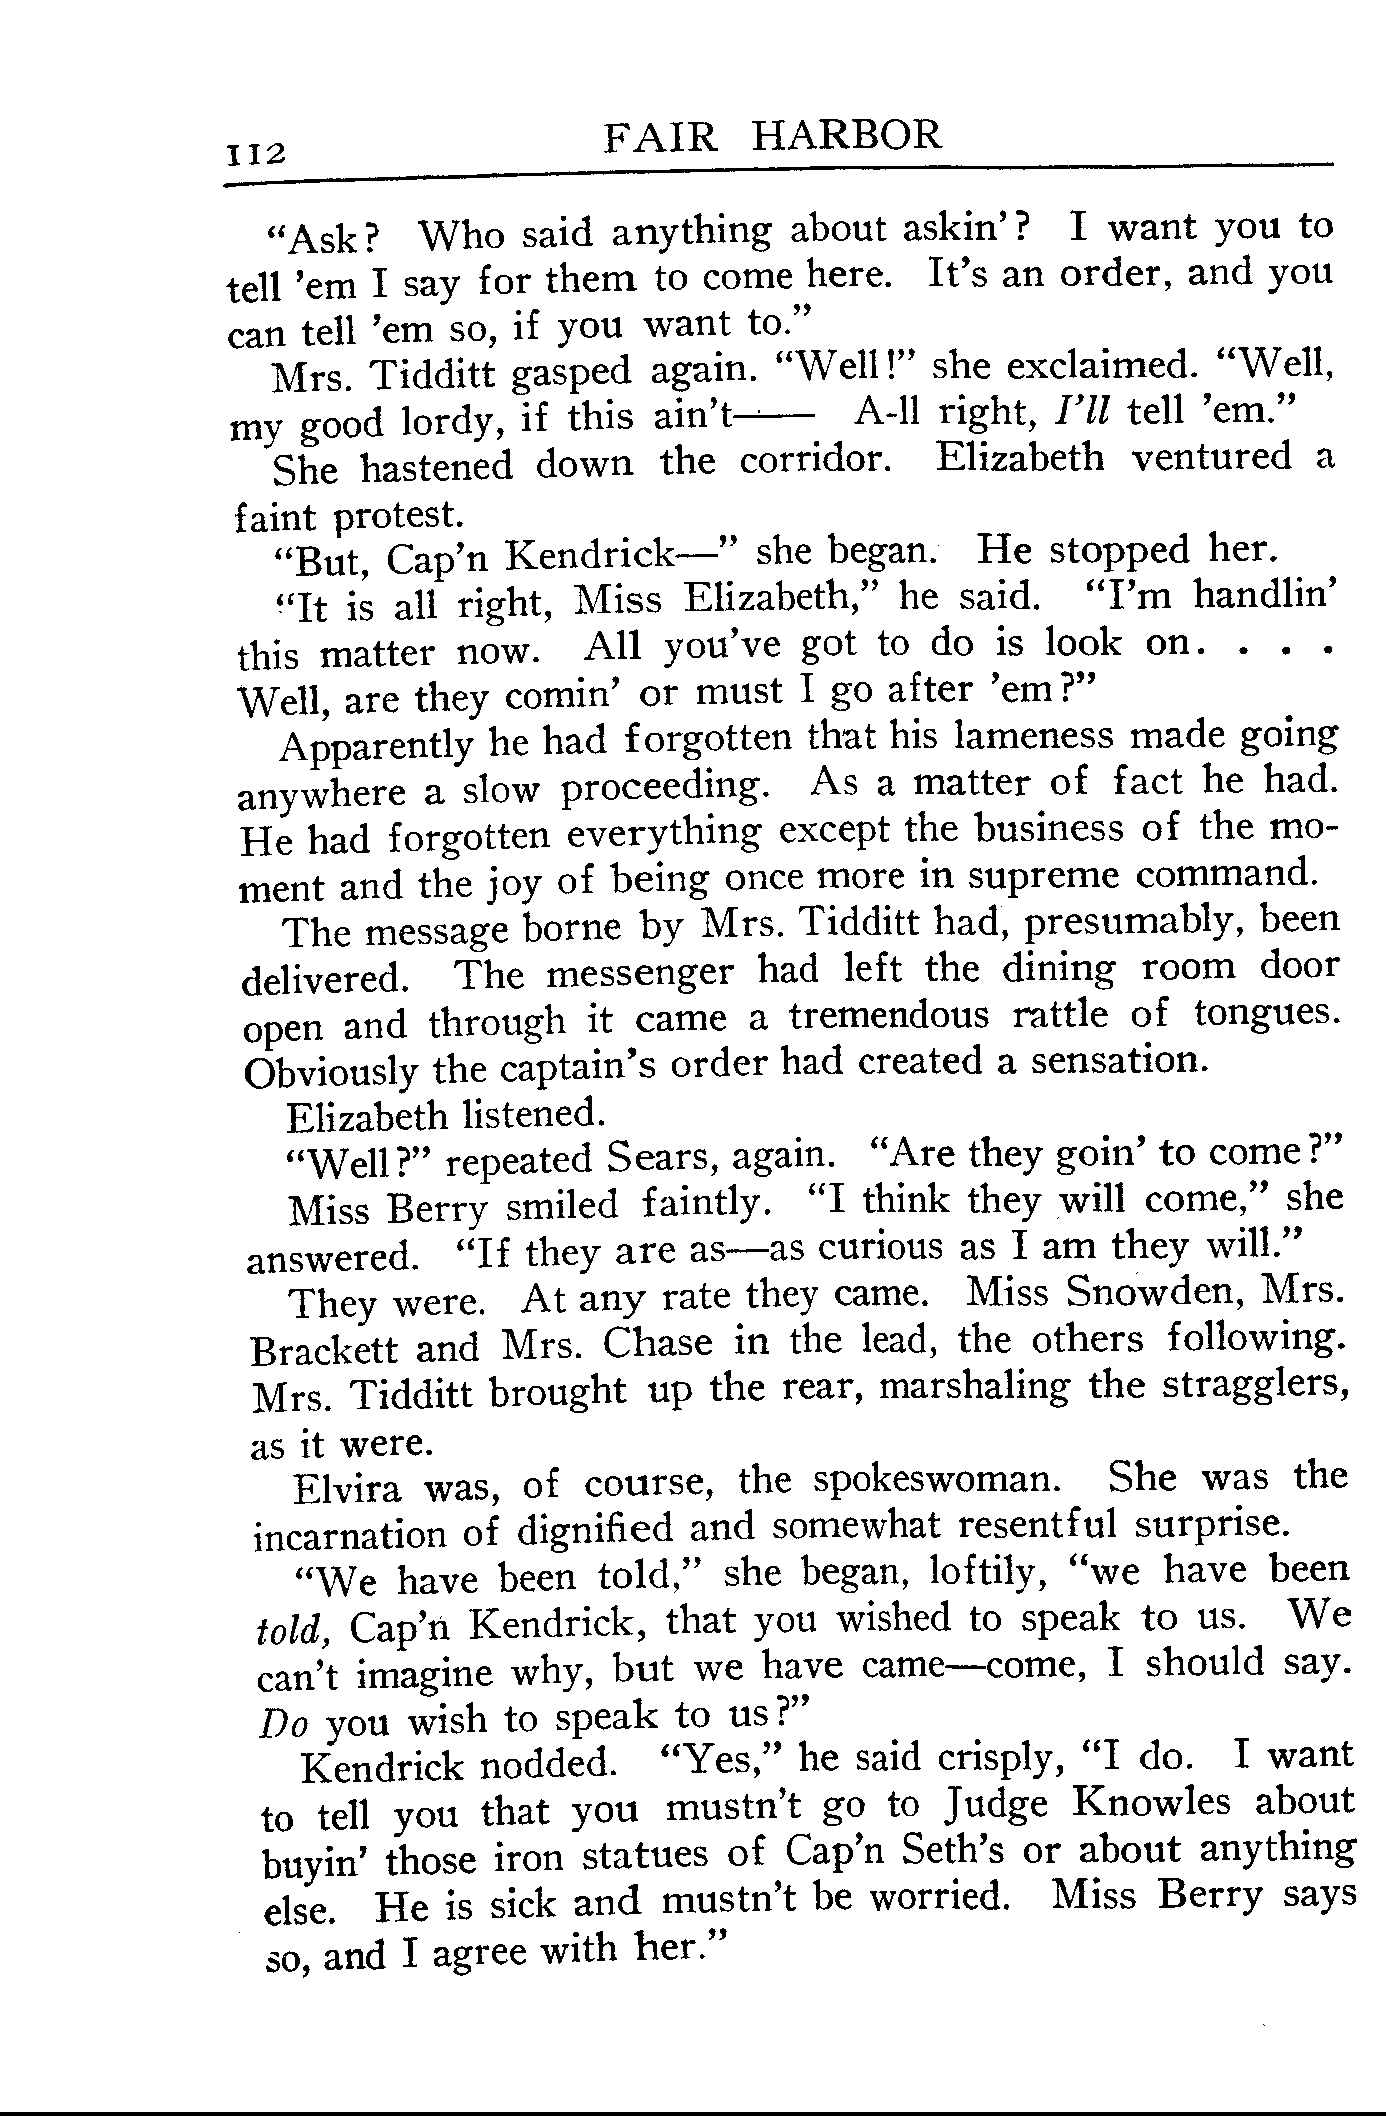 112 FAIR HARBOR
“Ask? Who said anything about askin’? I want you to
tell ’em I say for them to come here. It’s an order, and you
can tell ’em so, if you want to.”
Mrs. Tidditt gasped again. “Well!” she exclaimed. “Well,
my good lordy, if this ain’t—— A-ll right, I’ll tell ’em.”
She hastened down the corridor. Elizabeth ventured a
faint protest.
“But, Cap’n Kendrick—” she began. He stopped her.
“It is all right, Miss Elizabeth,” he said. “I’m handlin’
this matter now. All you’ve got to do is look on. . . .
Well, are they comin’ or must I go after ’em?”
Apparently he had forgotten that his lameness made going
anywhere a slow proceeding. As a matter of fact he had.
He had forgotten everything except the business of the mo-
ment and the joy of being once more in supreme command.
The message borne by Mrs. Tidditt had, presumably, been
delivered. The messenger had left the dining room door
open and through it came a tremendous rattle of tongues.
Obviously the captain’s order had created a sensation.
Elizabeth listened.
“Well?” repeated Sears, again. “Are they goin’ to come?”
Miss Berry smiled faintly. “I think they will come,” she
answered. “If they are as—as curious as I am they will.”
They were. At any rate they came. Miss Snowden, Mrs.
Brackett and Mrs. Chase in the lead, the others following.
Mrs. Tidditt brought up the rear, marshaling the stragglers,
as it were.
Elvira was, of course, the spokeswoman. She was the
incarnation of dignified and somewhat resentful surprise.
“We have been told,” she began, loftily, “we have been
told, Cap’n Kendrick, that you wished to speak to us. We
can’t imagine why, but we have came—come, I should say.
Do you wish to speak to us?”
Kendrick nodded. “Yes,” he said crisply, “I do. I want
to tell you that you mustn’t go to Judge Knowles about
buyin’ those iron statues of Cap’n Seth’s or about anything
else. He is sick and mustn’t be worried. Miss Berry says
so, and I agree with her.”